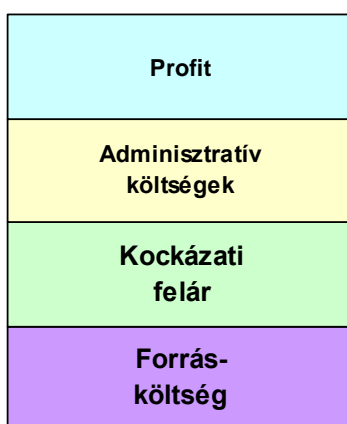 Profit
Adminisztratív
költségek
Kockázati
felár
Forrás-
költség